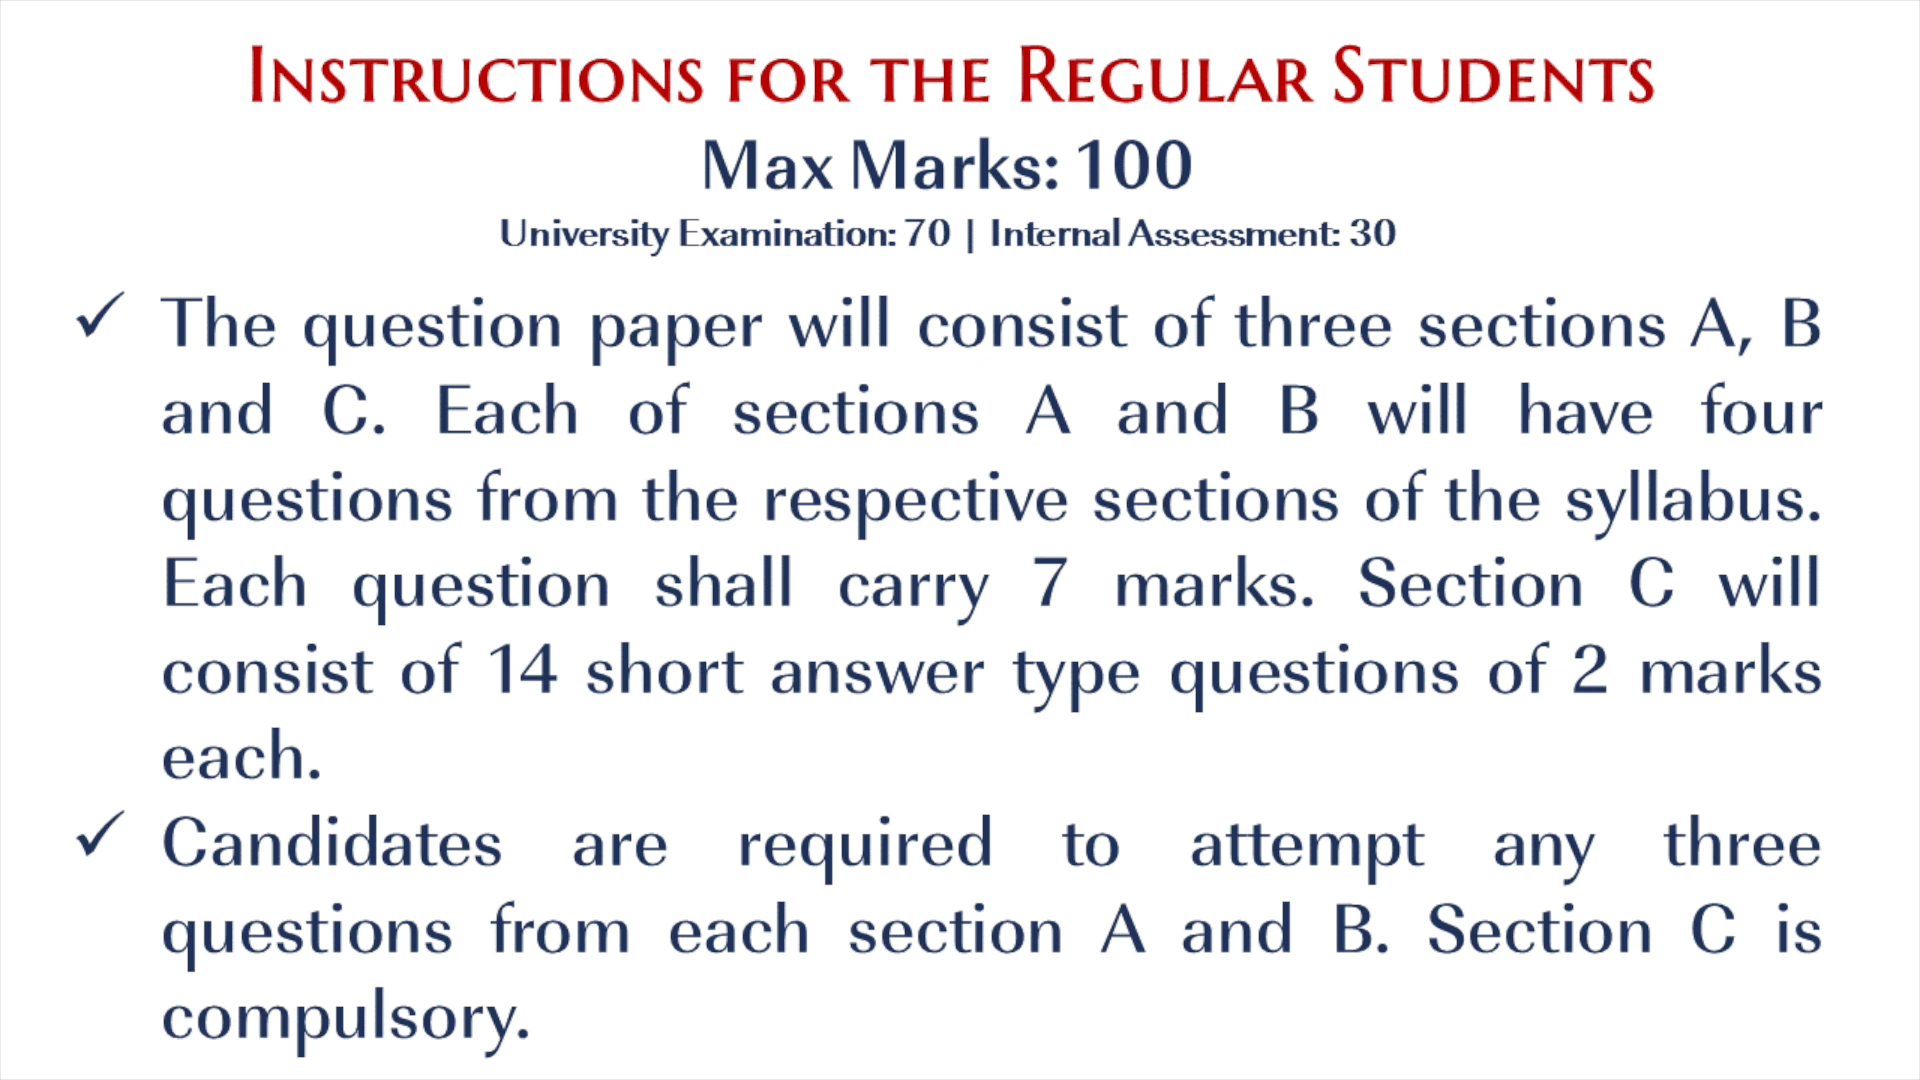 Instructions for the Regular Students
Max Marks: 100
University Examination: 70 | Internal Assessment: 30
✓ The question paper will consist of three sections A, B
and C. Each of sections A and B will have four
questions from the respective sections of the syllabus.
Each question shall carry 7 marks. Section C will
consist of 14 short answer type questions of 2 marks
each.
✓ Candidates are required to attempt any three
questions from each section A and B. Section C is
compulsory.